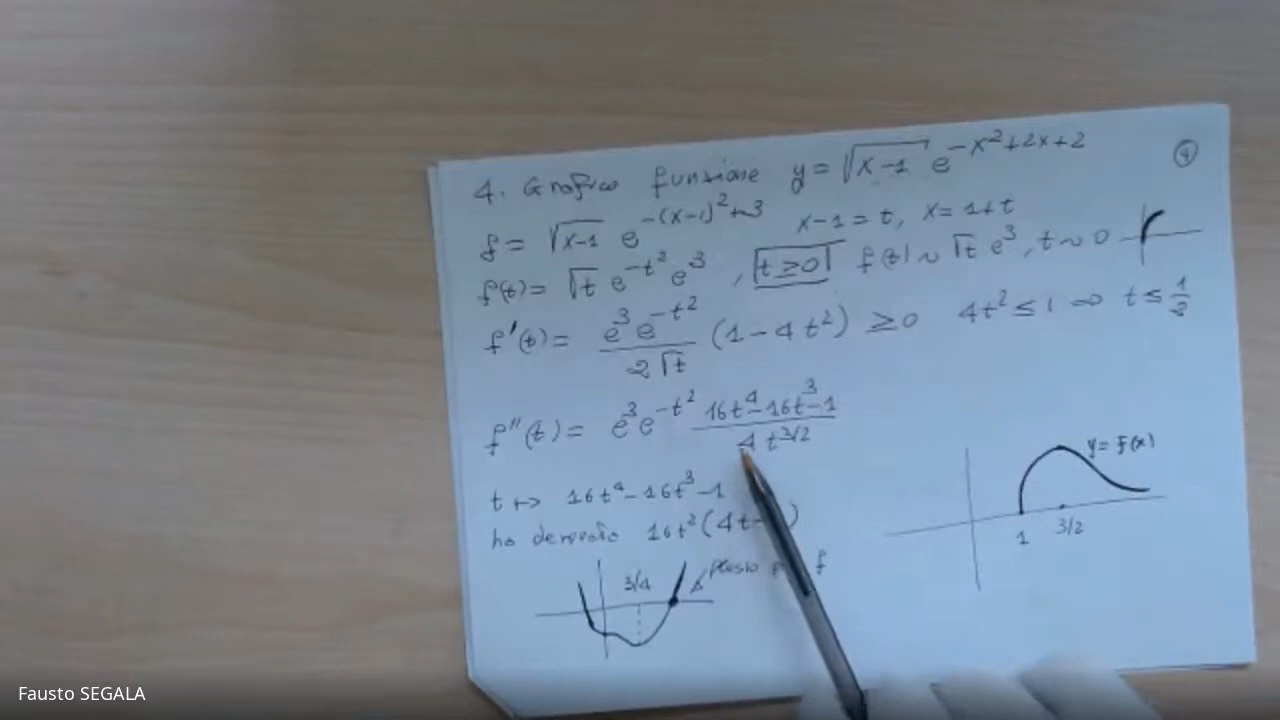 4. Grafico funzione y = √x-1 e^-x²+2x+2
④
f = √x-1 e^-(x-1)²+3 x-1 = t, x = 1+t
f(t) = √t e^-t² e³, t ≥ 0 f(t) ~ √t e³, t ~ 0
f'(t) = e³ e^-t² / 2√t (1-4t²) ≥ 0 4t² ≤ 1 ⇒ t ≤ 1/2
f''(t) = e³ e^-t² 16t⁴-16t³-1 / 4 t^3/2
t ↦ 16t⁴-16t³-1
ha derivata 16t² (4t- )
3/4
flesso f
y = f(x)
1 3/2
Fausto SEGALA